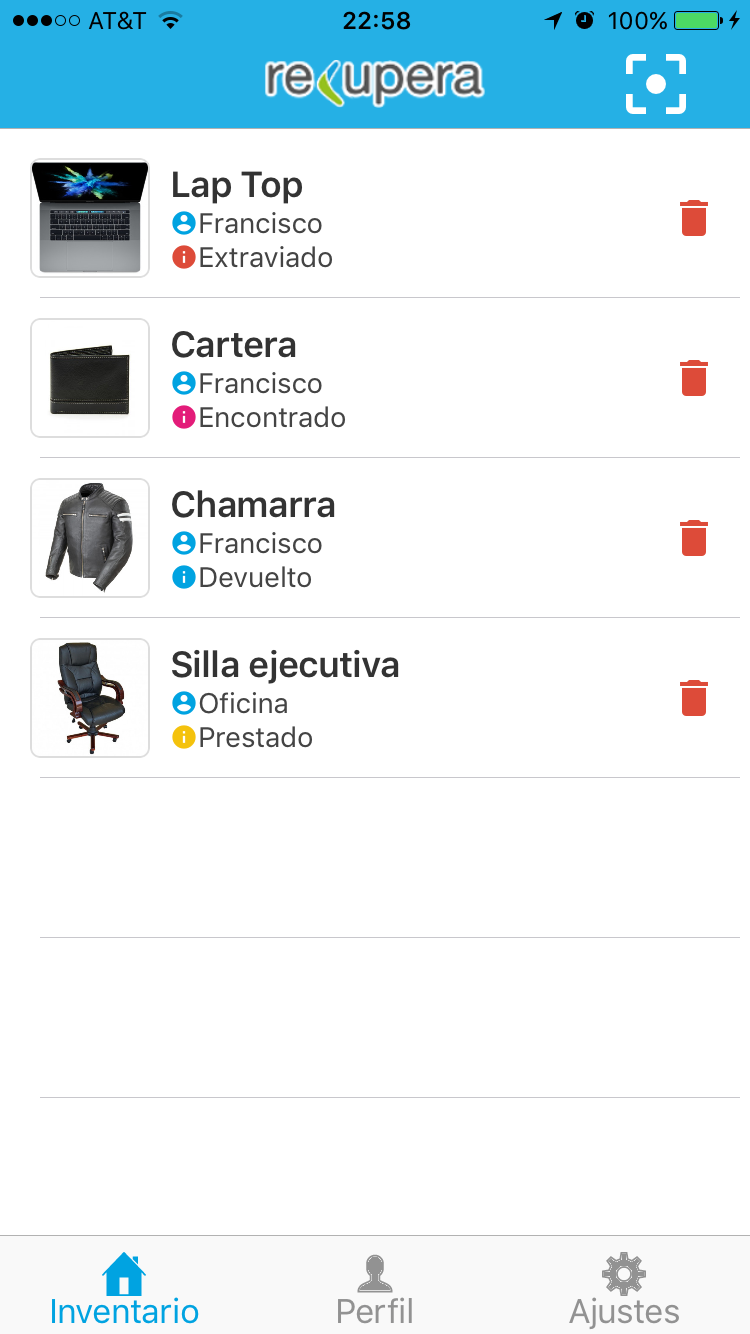 AT&T 22:58 100%
recupera
Lap Top
Francisco
Extraviado
Cartera
Francisco
Encontrado
Chamarra
Francisco
Devuelto
Silla ejecutiva
Oficina
Prestado
Inventario Perfil Ajustes